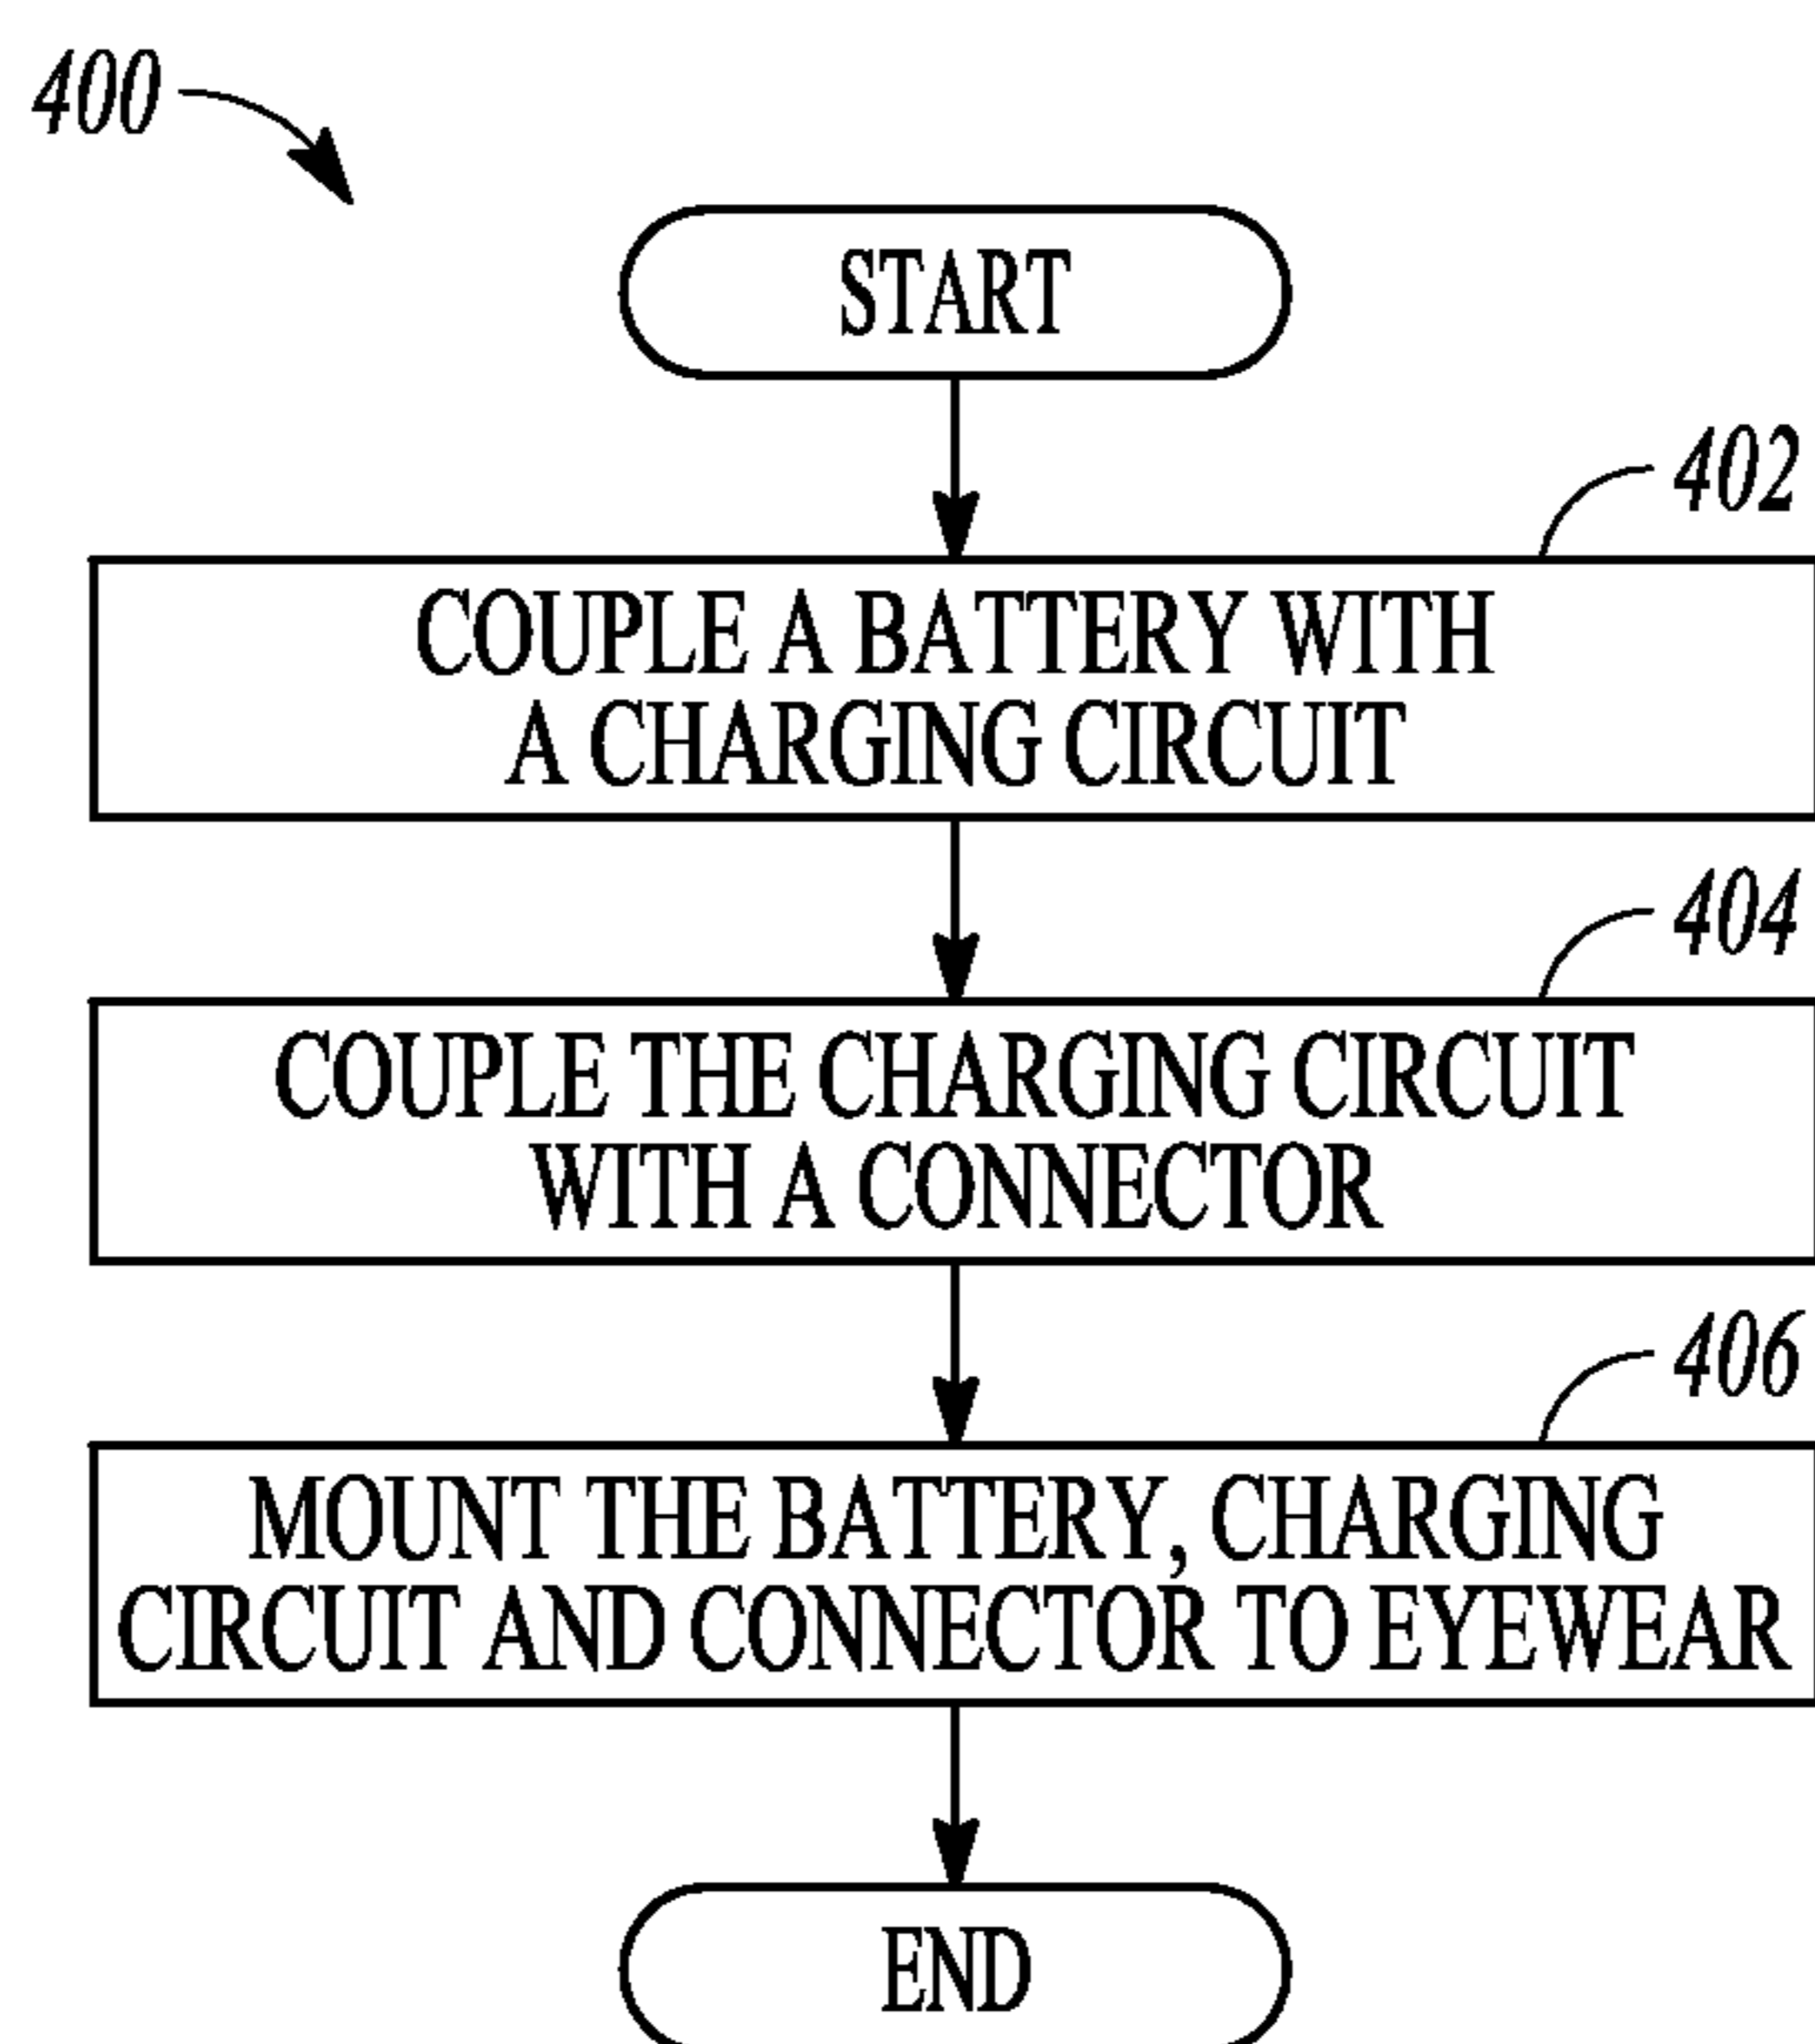 400
START
402
COUPLE A BATTERY WITH
A CHARGING CIRCUIT
404
COUPLE THE CHARGING CIRCUIT
WITH A CONNECTOR
406
MOUNT THE BATTERY, CHARGING
CIRCUIT AND CONNECTOR TO EYEWEAR
END